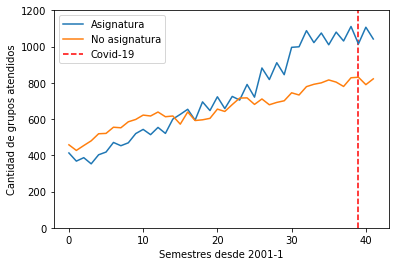 Asignatura
No asignatura
Covid-19
Cantidad de grupos atendidos
1200
1000
800
600
400
200
0
0 10 20 30 40
Semestres desde 2001-1